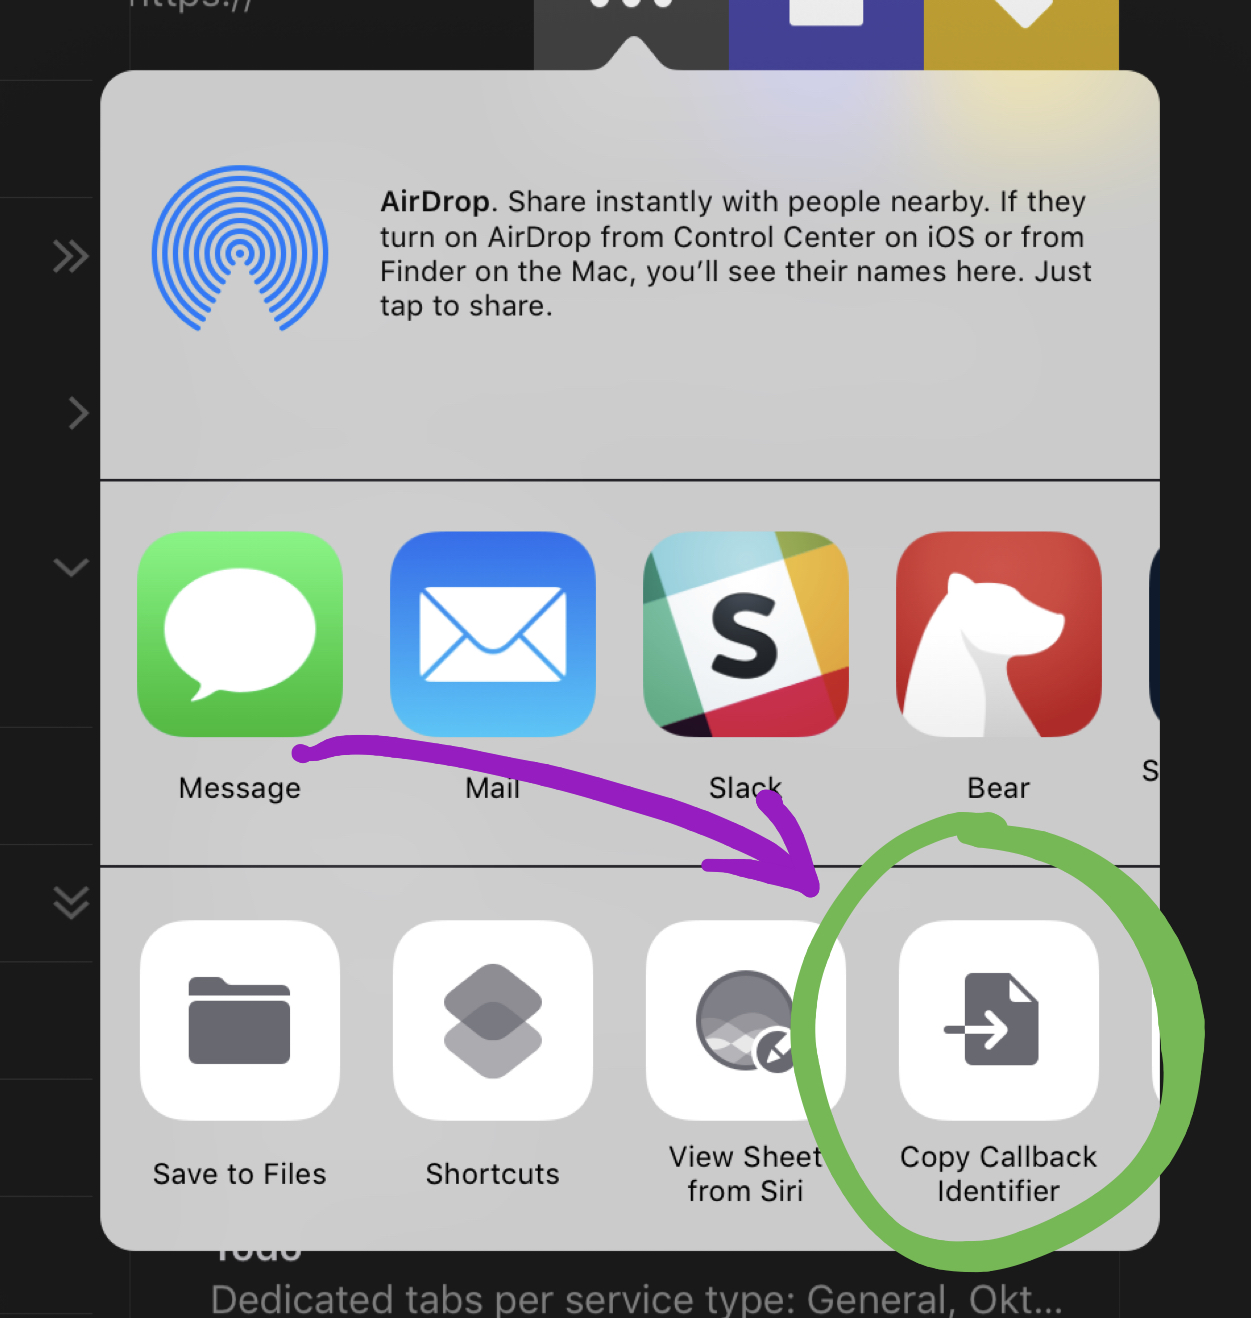 https://
AirDrop. Share instantly with people nearby. If they
turn on AirDrop from Control Center on iOS or from
Finder on the Mac, you’ll see their names here. Just
tap to share.
S
Message
Mail
Slack
Bear
S
Save to Files
Shortcuts
View Sheet
from Siri
Copy Callback
Identifier
Todo
Dedicated tabs per service type: General, Okt...